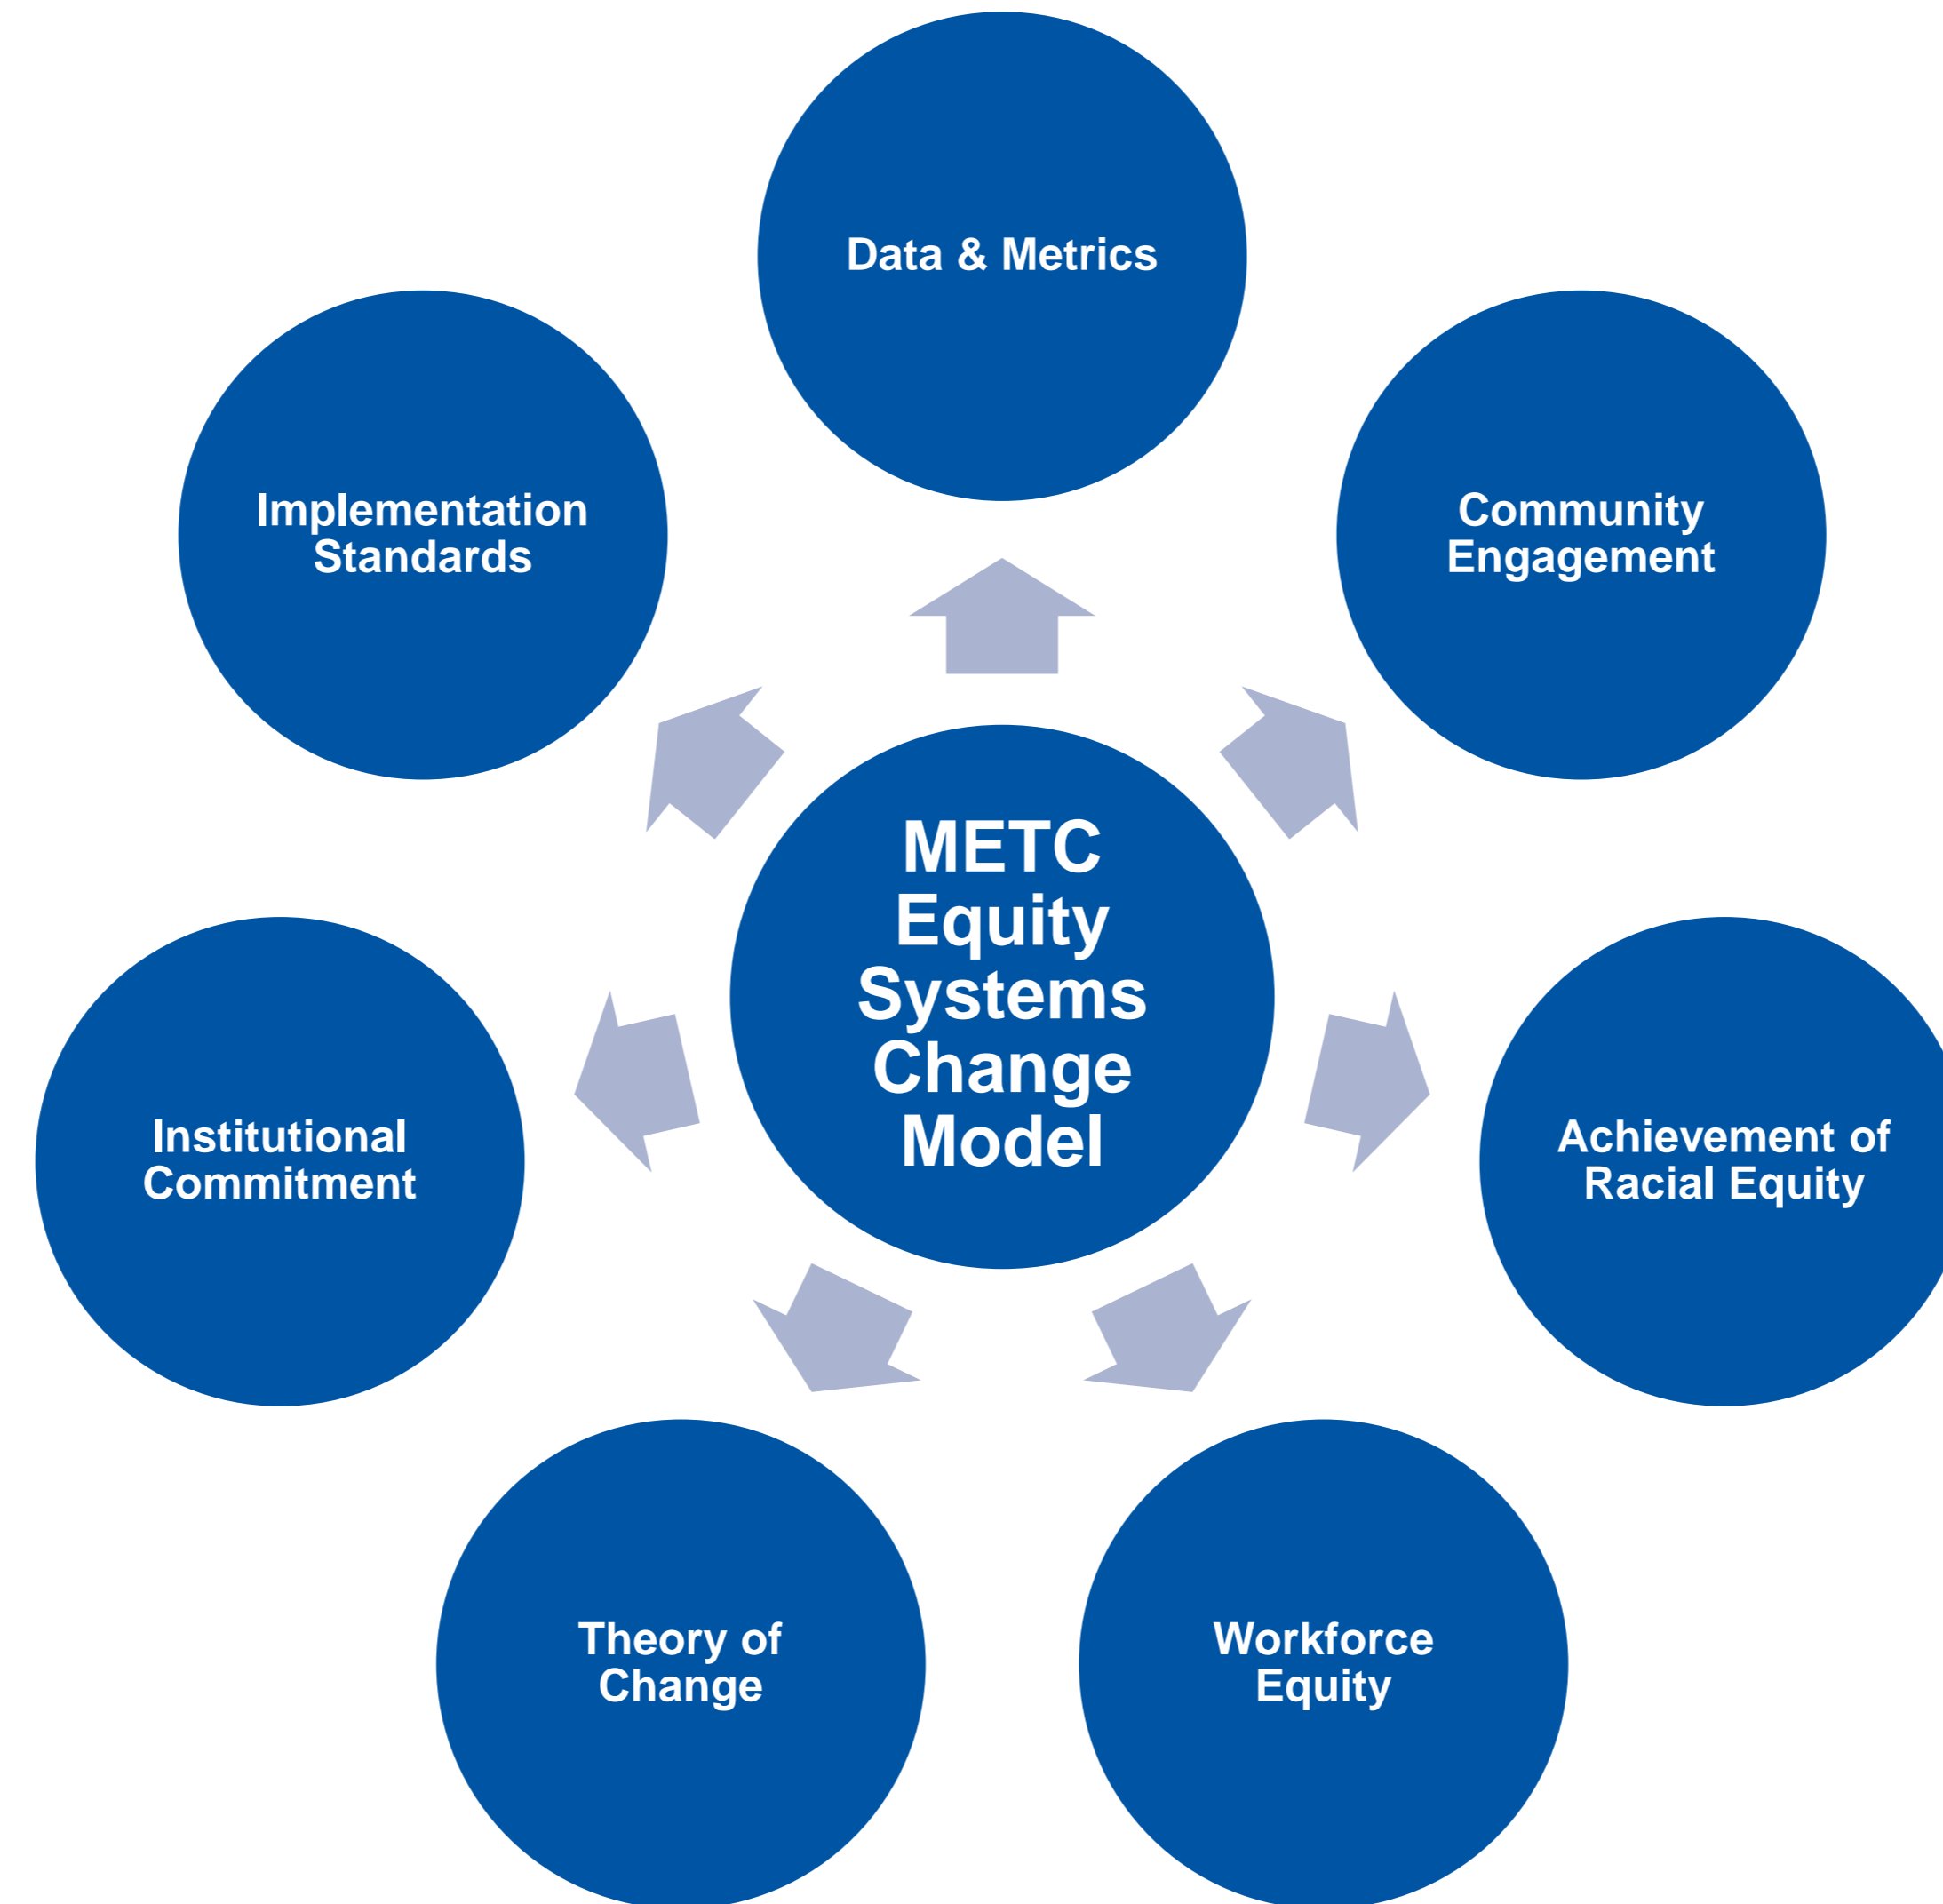 Data & Metrics
Implementation
Standards
Community
Engagement
METC
Equity
Systems
Change
Model
Institutional
Commitment
Achievement of
Racial Equity
Theory of
Change
Workforce
Equity